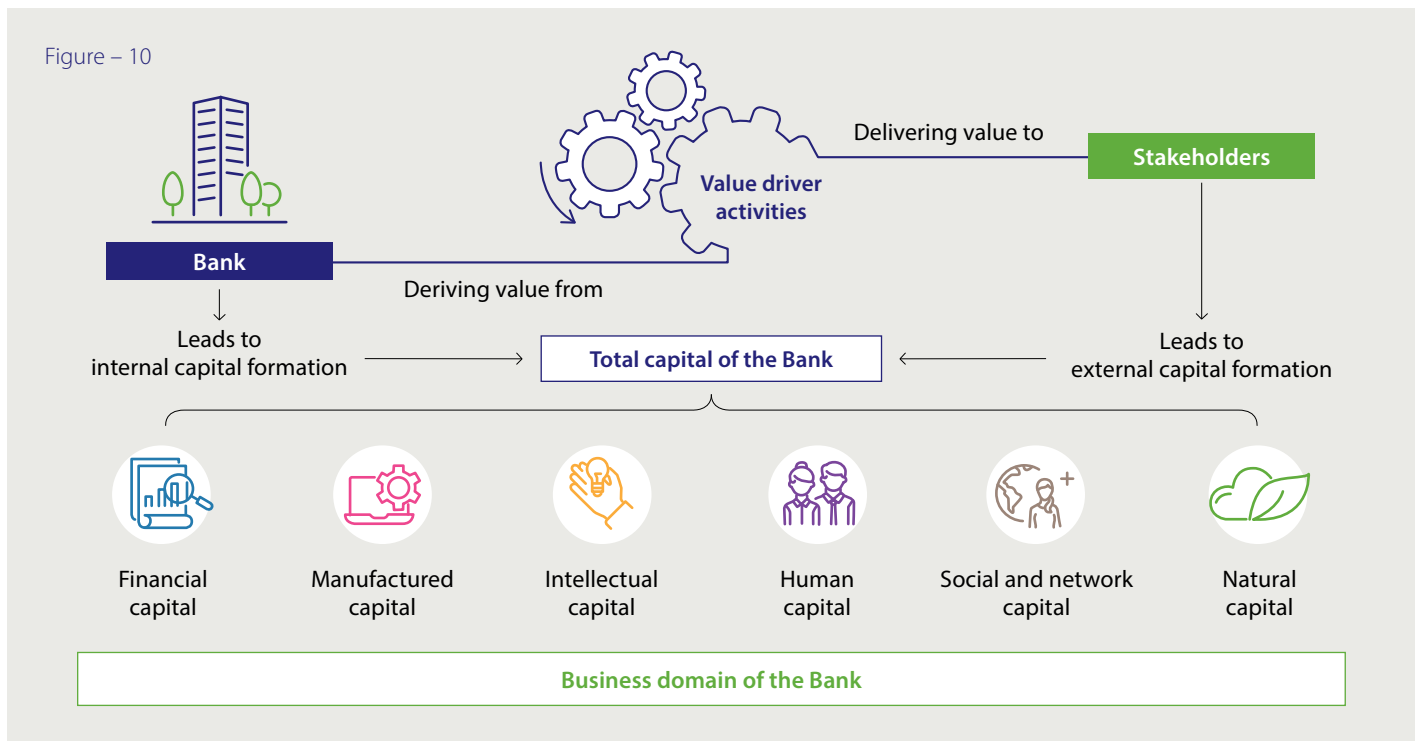 Figure – 10
Delivering value to
Stakeholders
Value driver
activities
Bank
Deriving value from
Leads to
internal capital formation
Total capital of the Bank
Leads to
external capital formation
Financial
capital
Manufactured
capital
Intellectual
capital
Human
capital
Social and network
capital
Natural
capital
Business domain of the Bank